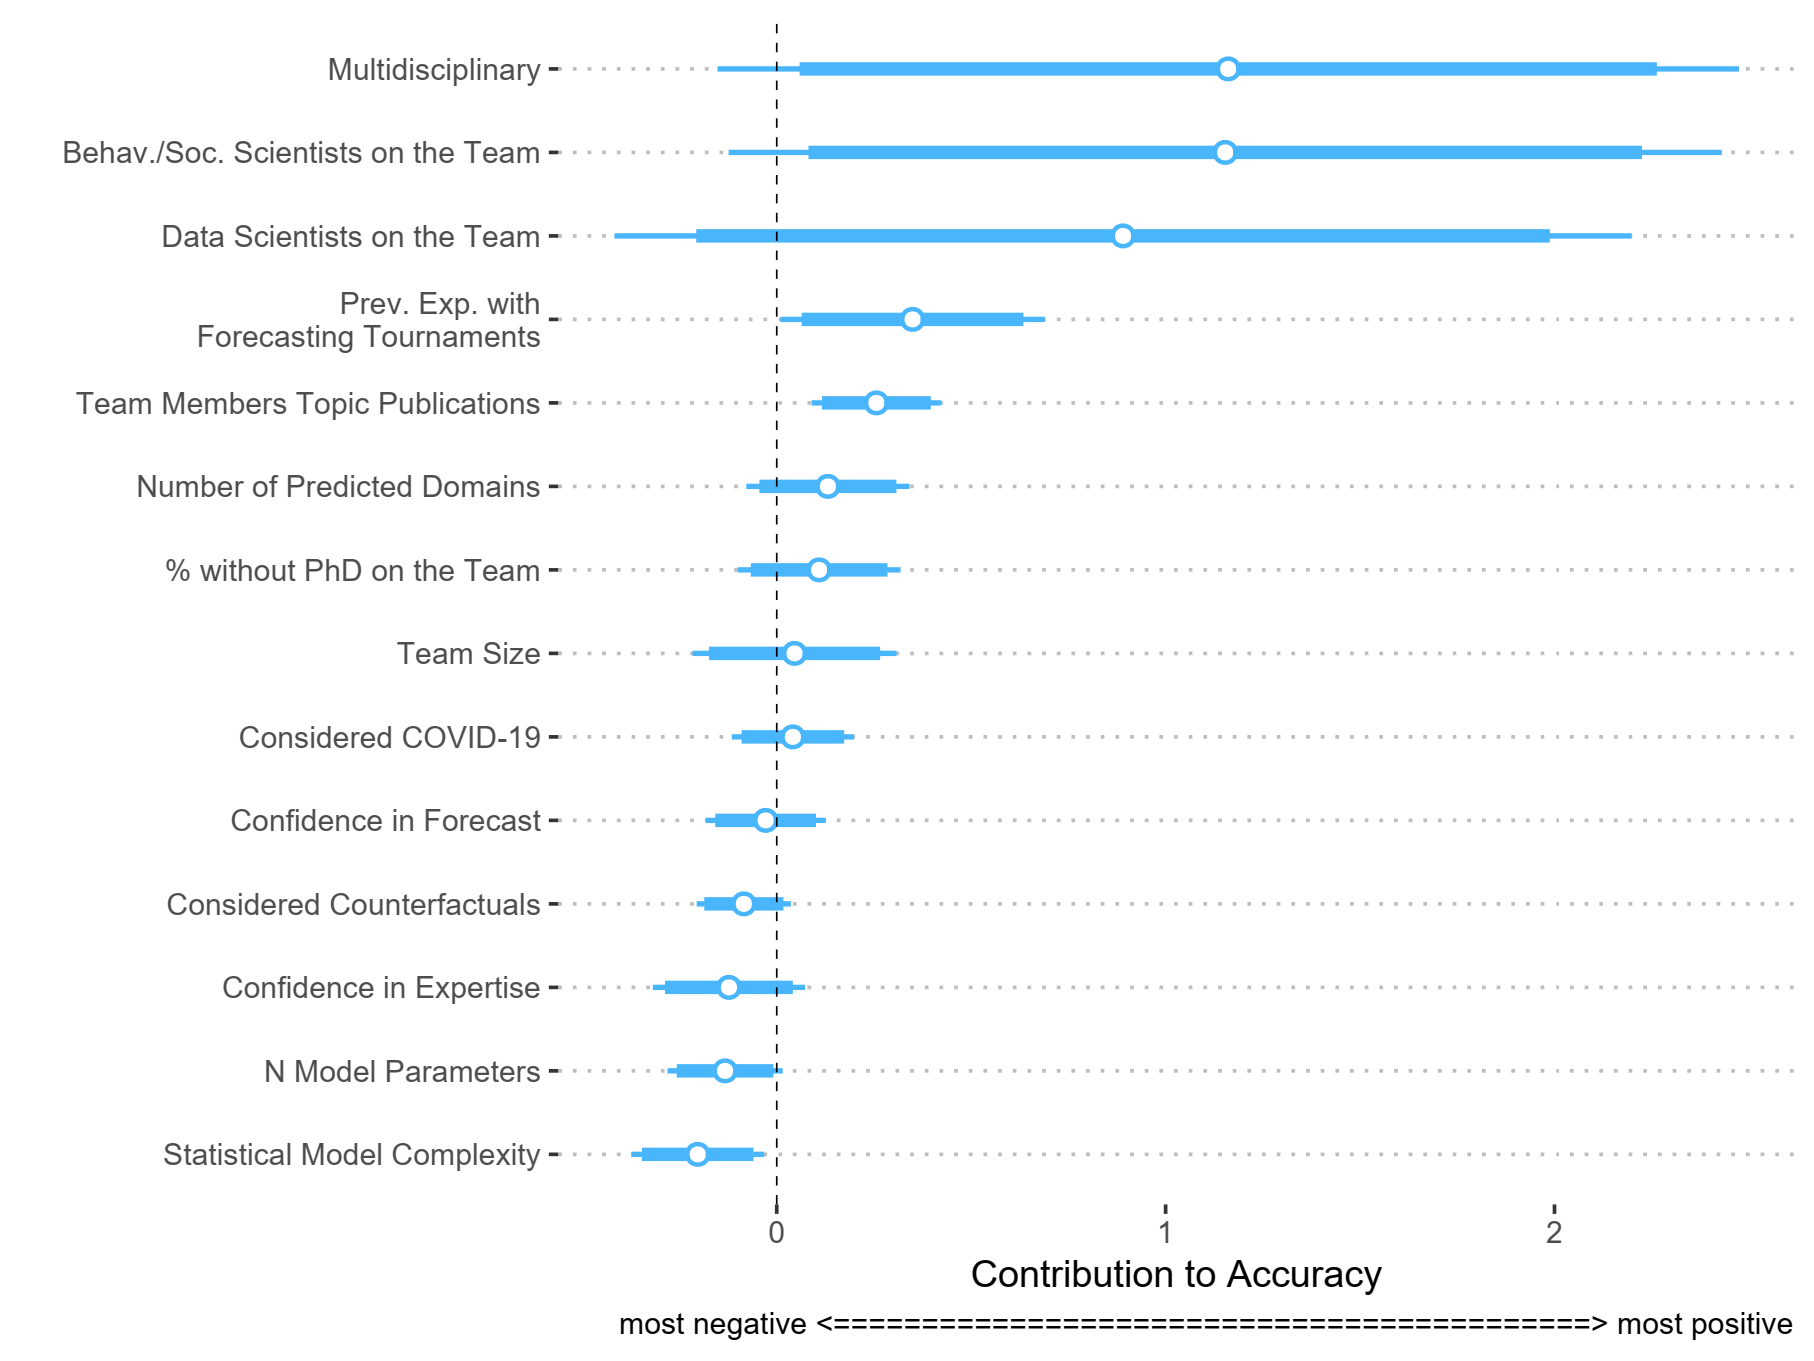 Multidisciplinary
Behav./Soc. Scientists on the Team
Data Scientists on the Team
Prev. Exp. with
Forecasting Tournaments
Team Members Topic Publications
Number of Predicted Domains
% without PhD on the Team
Team Size
Considered COVID-19
Confidence in Forecast
Considered Counterfactuals
Confidence in Expertise
N Model Parameters
Statistical Model Complexity
0 1 2
Contribution to Accuracy
most negative <==========================================> most positive